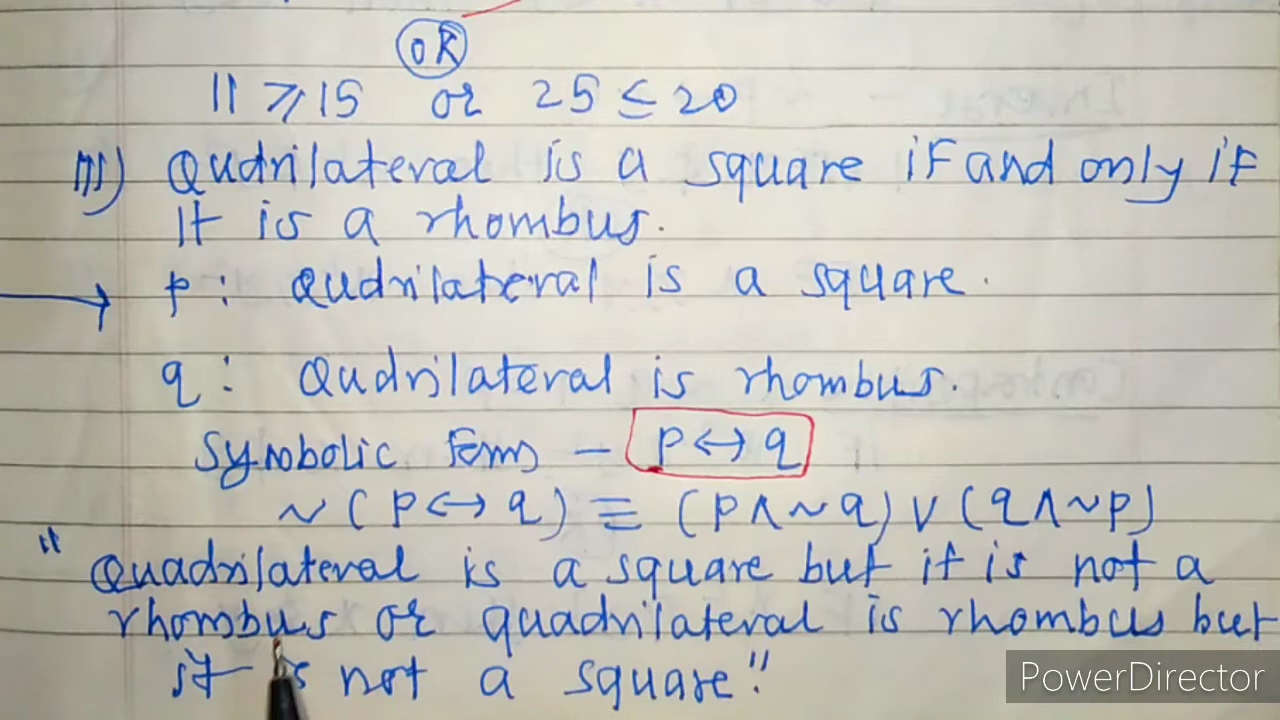 OR
11 ⩾ 15 or 25 ≤ 20
III) Qudrilateral is a square if and only if
It is a rhombus.
p : Qudrilateral is a square.
q : Qudrilateral is rhombus.
Symbolic Form – p ↔ q
~ ( p ↔ q ) ≡ (p ∧ ~ q) ∨ ( q ∧ ~ p )
" Quadrilateral is a square but it is not a
rhombus or quadrilateral is rhombus but
it is not a square."
PowerDirector